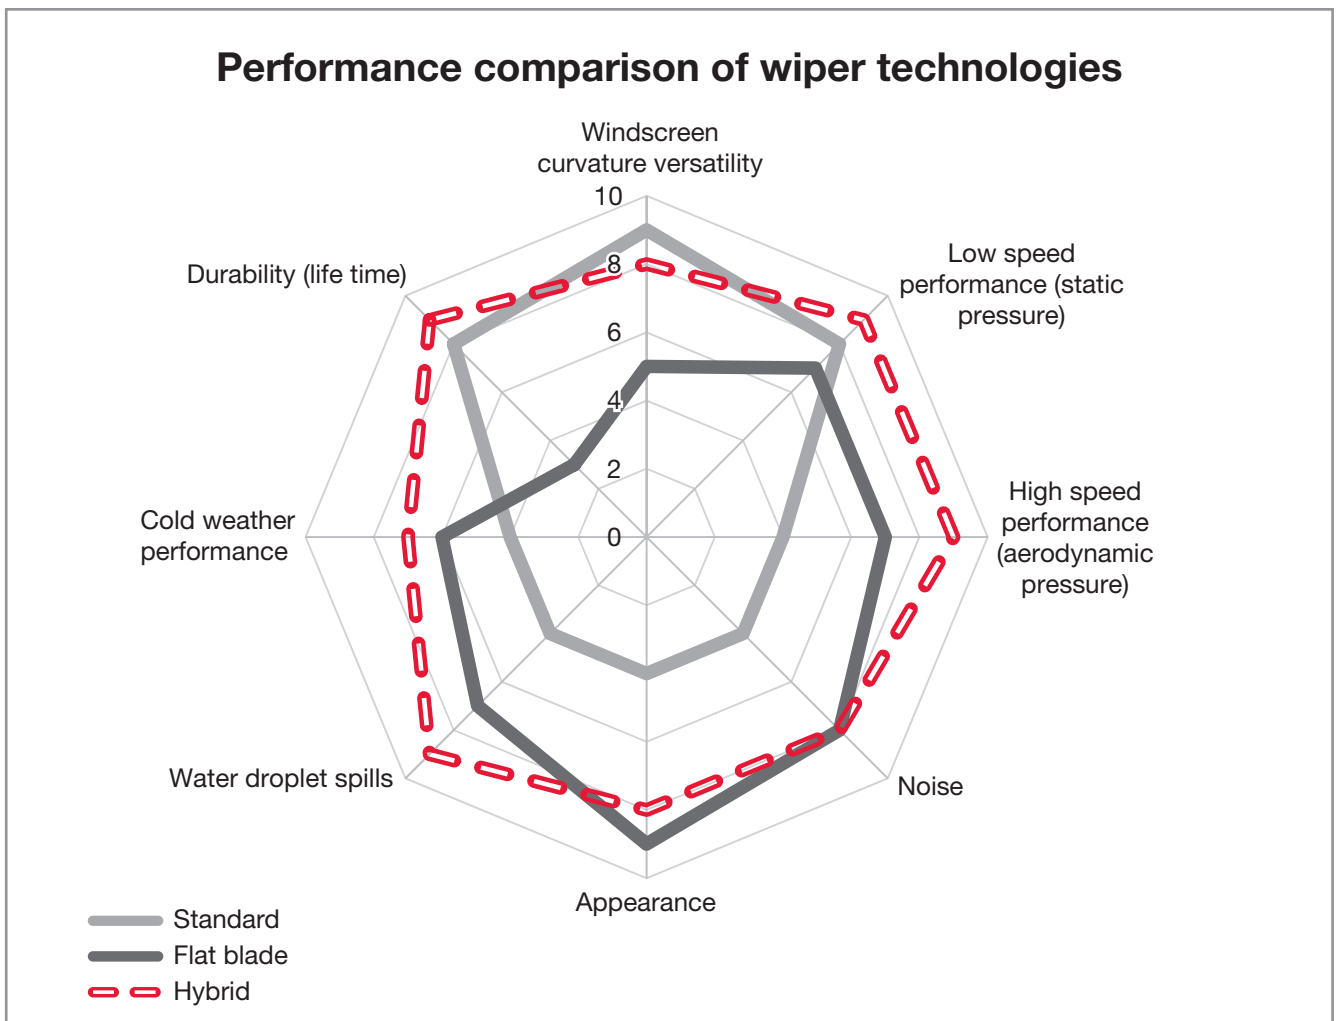 Performance comparison of wiper technologies
Windscreen
curvature versatility
10
8
6
4
2
0
Low speed
performance (static
pressure)
High speed
performance
(aerodynamic
pressure)
Noise
Appearance
Water droplet spills
Cold weather
performance
Durability (life time)
Standard
Flat blade
Hybrid